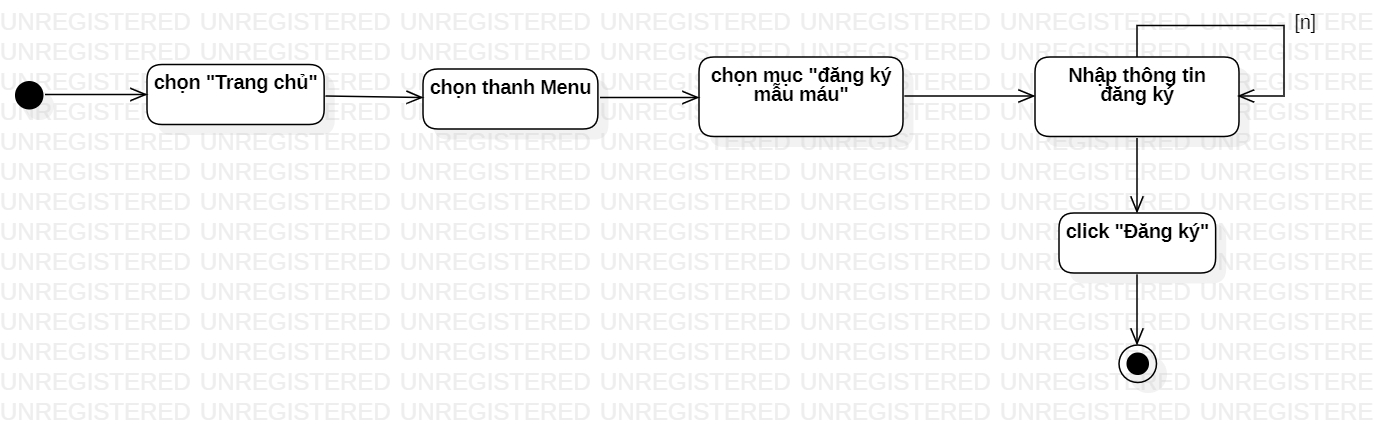 UNREGISTERED UNREGISTERED UNREGISTERED UNREGISTERED UNREGISTERED UNREGISTERED UNREGISTERE
[n]
chọn "Trang chủ"
chọn thanh Menu
chọn mục "đăng ký
mẫu máu"
Nhập thông tin
đăng ký
click "Đăng ký"